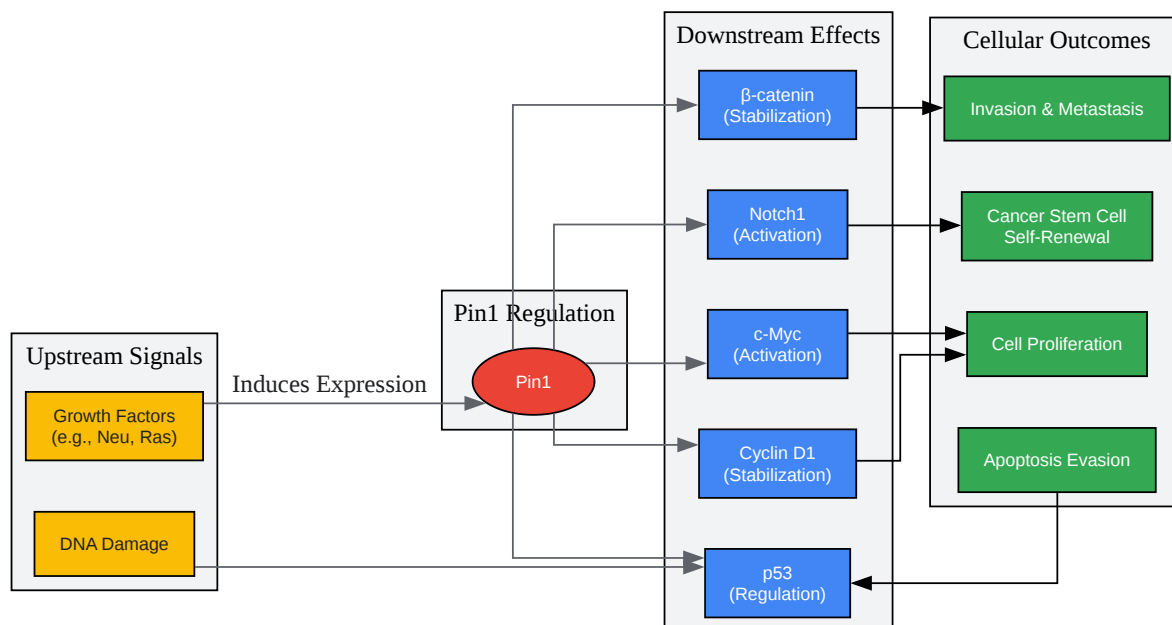 Upstream Signals
Growth Factors
(e.g., Neu, Ras)
DNA Damage
Induces Expression
Pin1 Regulation
Pin1
Downstream Effects
β-catenin
(Stabilization)
Notch1
(Activation)
c-Myc
(Activation)
Cyclin D1
(Stabilization)
p53
(Regulation)
Cellular Outcomes
Invasion & Metastasis
Cancer Stem Cell
Self-Renewal
Cell Proliferation
Apoptosis Evasion